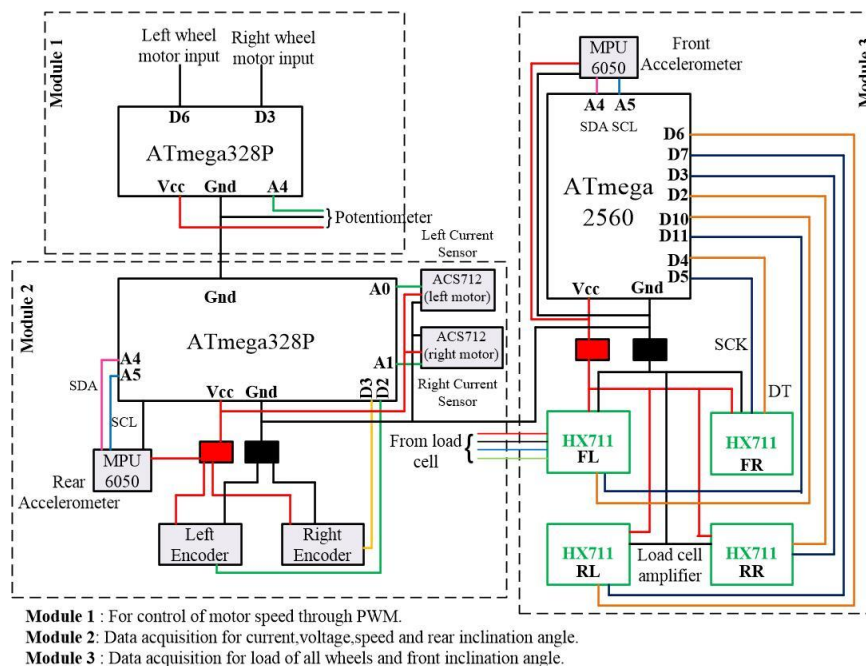 Module 1
Left wheel
motor input
Right wheel
motor input
D6
D3
ATmega328P
Vcc
Gnd
A4
Potentiometer
Module 2
Gnd
A0
ATmega328P
A1
A4
A5
Vcc
Gnd
D3
D2
Left Current
Sensor
ACS712
(left motor)
ACS712
(right motor)
Right Current
Sensor
SDA
SCL
MPU
6050
Rear
Accelerometer
Left
Encoder
Right
Encoder
Module 3
MPU
6050
Front
Accelerometer
A4
A5
SDA SCL
ATmega
2560
D6
D7
D3
D2
D10
D11
D4
D5
Vcc
Gnd
SCK
DT
From load
cell
HX711
FL
HX711
FR
HX711
RL
Load cell
amplifier
HX711
RR
Module 1 : For control of motor speed through PWM.
Module 2: Data acquisition for current,voltage,speed and rear inclination angle.
Module 3 : Data acquisition for load of all wheels and front inclination angle.